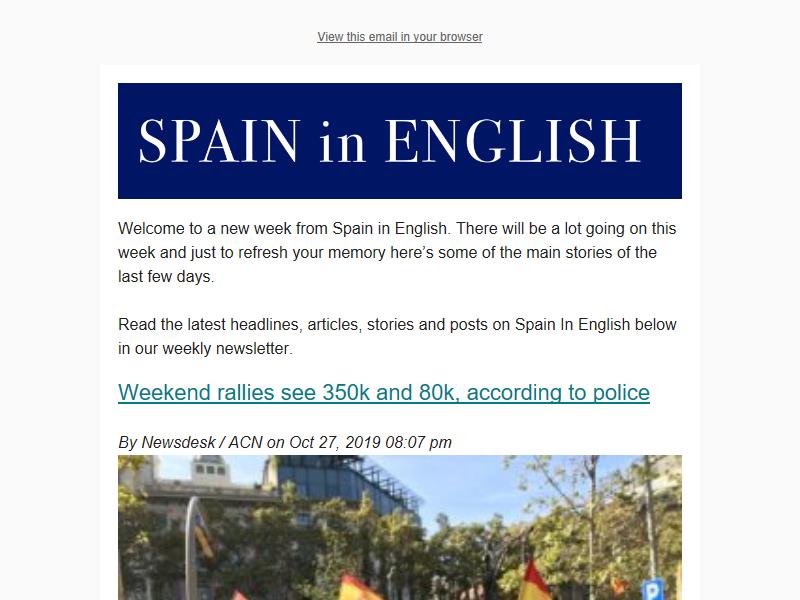 View this email in your browser
SPAIN in ENGLISH
Welcome to a new week from Spain in English. There will be a lot going on this
week and just to refresh your memory here’s some of the main stories of the
last few days.
Read the latest headlines, articles, stories and posts on Spain In English below
in our weekly newsletter.
Weekend rallies see 350k and 80k, according to police
By Newsdesk / ACN on Oct 27, 2019 08:07 pm
P